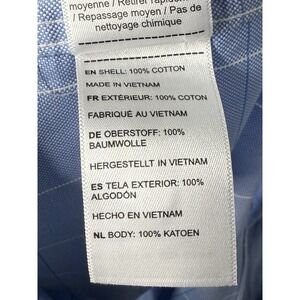 moyenne / Retirer rapidement
/ Repassage moyen / Pas de
nettoyage chimique
EN SHELL: 100% COTTON
MADE IN VIETNAM
FR EXTÉRIEUR: 100% COTON
FABRIQUÉ AU VIETNAM
DE OBERSTOFF: 100%
BAUMWOLLE
HERGESTELLT IN VIETNAM
ES TELA EXTERIOR: 100%
ALGODÓN
HECHO EN VIETNAM
NL BODY: 100% KATOEN